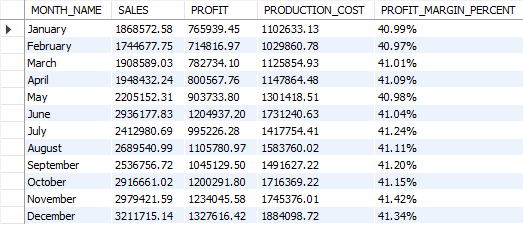 MONTH_NAME SALES PROFIT PRODUCTION_COST PROFIT_MARGIN_PERCENT
January 1868572.58 765939.45 1102633.13 40.99%
February 1744677.75 714816.97 1029860.78 40.97%
March 1908589.03 782734.10 1125854.93 41.01%
April 1948432.24 800567.76 1147864.48 41.09%
May 2205152.31 903733.80 1301418.51 40.98%
June 2936177.83 1204937.20 1731240.63 41.04%
July 2412980.69 995226.28 1417754.41 41.24%
August 2689540.99 1105780.97 1583760.02 41.11%
September 2536756.72 1045129.50 1491627.22 41.20%
October 2916661.02 1200291.80 1716369.22 41.15%
November 2979421.59 1234045.58 1745376.01 41.42%
December 3211715.14 1327616.42 1884098.72 41.34%